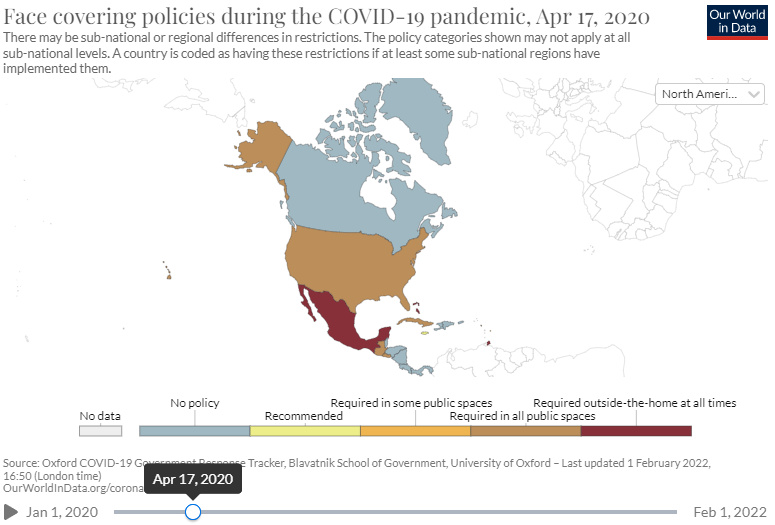 Face covering policies during the COVID-19 pandemic, Apr 17, 2020
Our World
in Data
There may be sub-national or regional differences in restrictions. The policy categories shown may not apply at all
sub-national levels. A country is coded as having these restrictions if at least some sub-national regions have
implemented them.
North Ameri...
No data
No policy
Recommended
Required in some public spaces
Required in all public spaces
Required outside-the-home at all times
Source: Oxford COVID-19 Government Response Tracker, Blavatnik School of Government, University of Oxford – Last updated 1 February 2022,
16:50 (London time)
OurWorldInData.org/corona
Apr 17, 2020
Jan 1, 2020
Feb 1, 2022